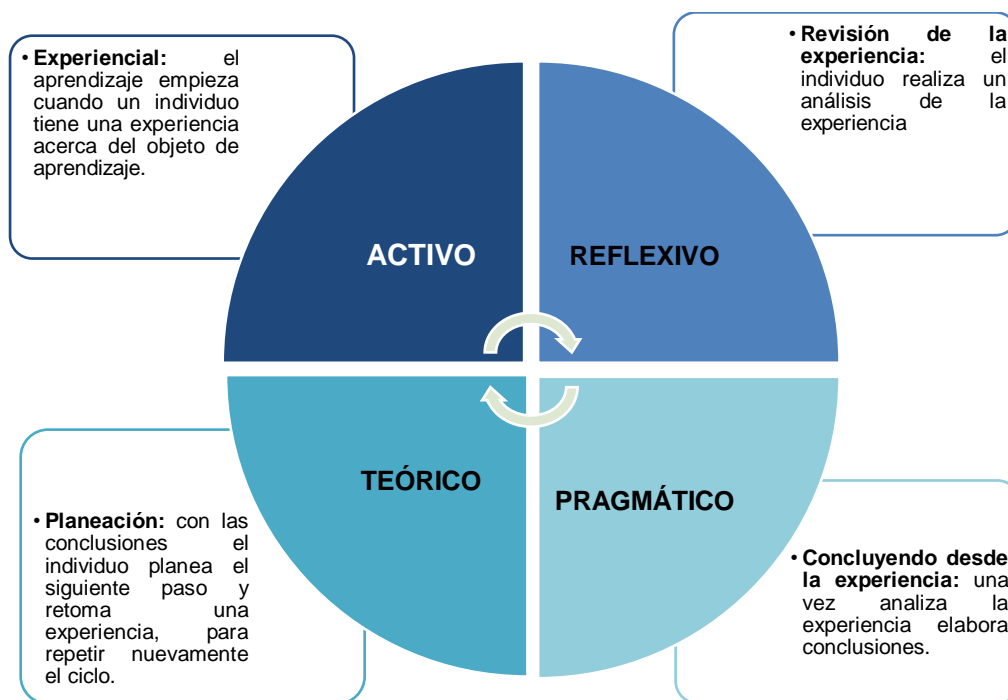 • Experiencial: el
aprendizaje empieza
cuando un individuo
tiene una experiencia
acerca del objeto de
aprendizaje.
• Revisión de la
experiencia: el
individuo realiza un
análisis de la
experiencia
ACTIVO
REFLEXIVO
TEÓRICO
PRAGMÁTICO
• Planeación: con las
conclusiones el
individuo planea el
siguiente paso y
retoma una
experiencia, para
repetir nuevamente
el ciclo.
• Concluyendo desde
la experiencia: una
vez analiza la
experiencia elabora
conclusiones.